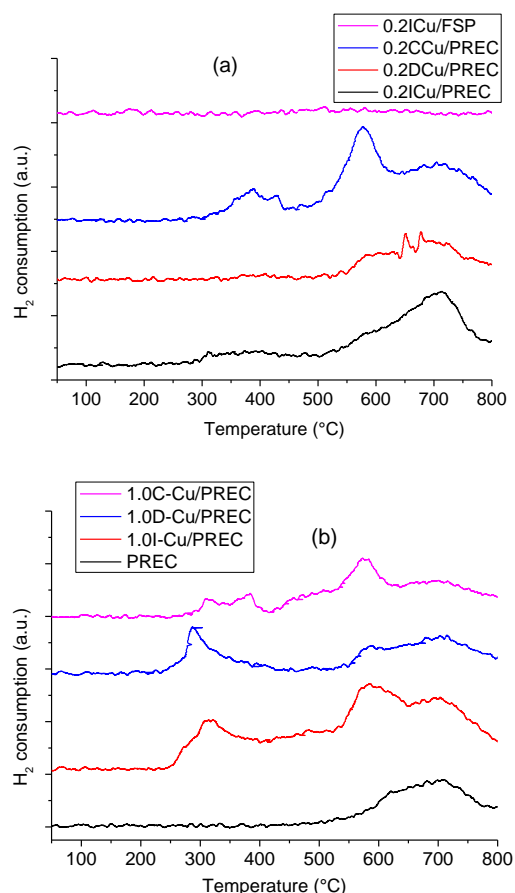 (a)
0.2ICu/FSP
0.2CCu/PREC
0.2DCu/PREC
0.2ICu/PREC
H₂ consumption (a.u.)
100 200 300 400 500 600 700 800
Temperature (°C)
1.0C-Cu/PREC
1.0D-Cu/PREC
1.0I-Cu/PREC
PREC
(b)
H₂ consumption (a.u.)
100 200 300 400 500 600 700 800
Temperature (°C)